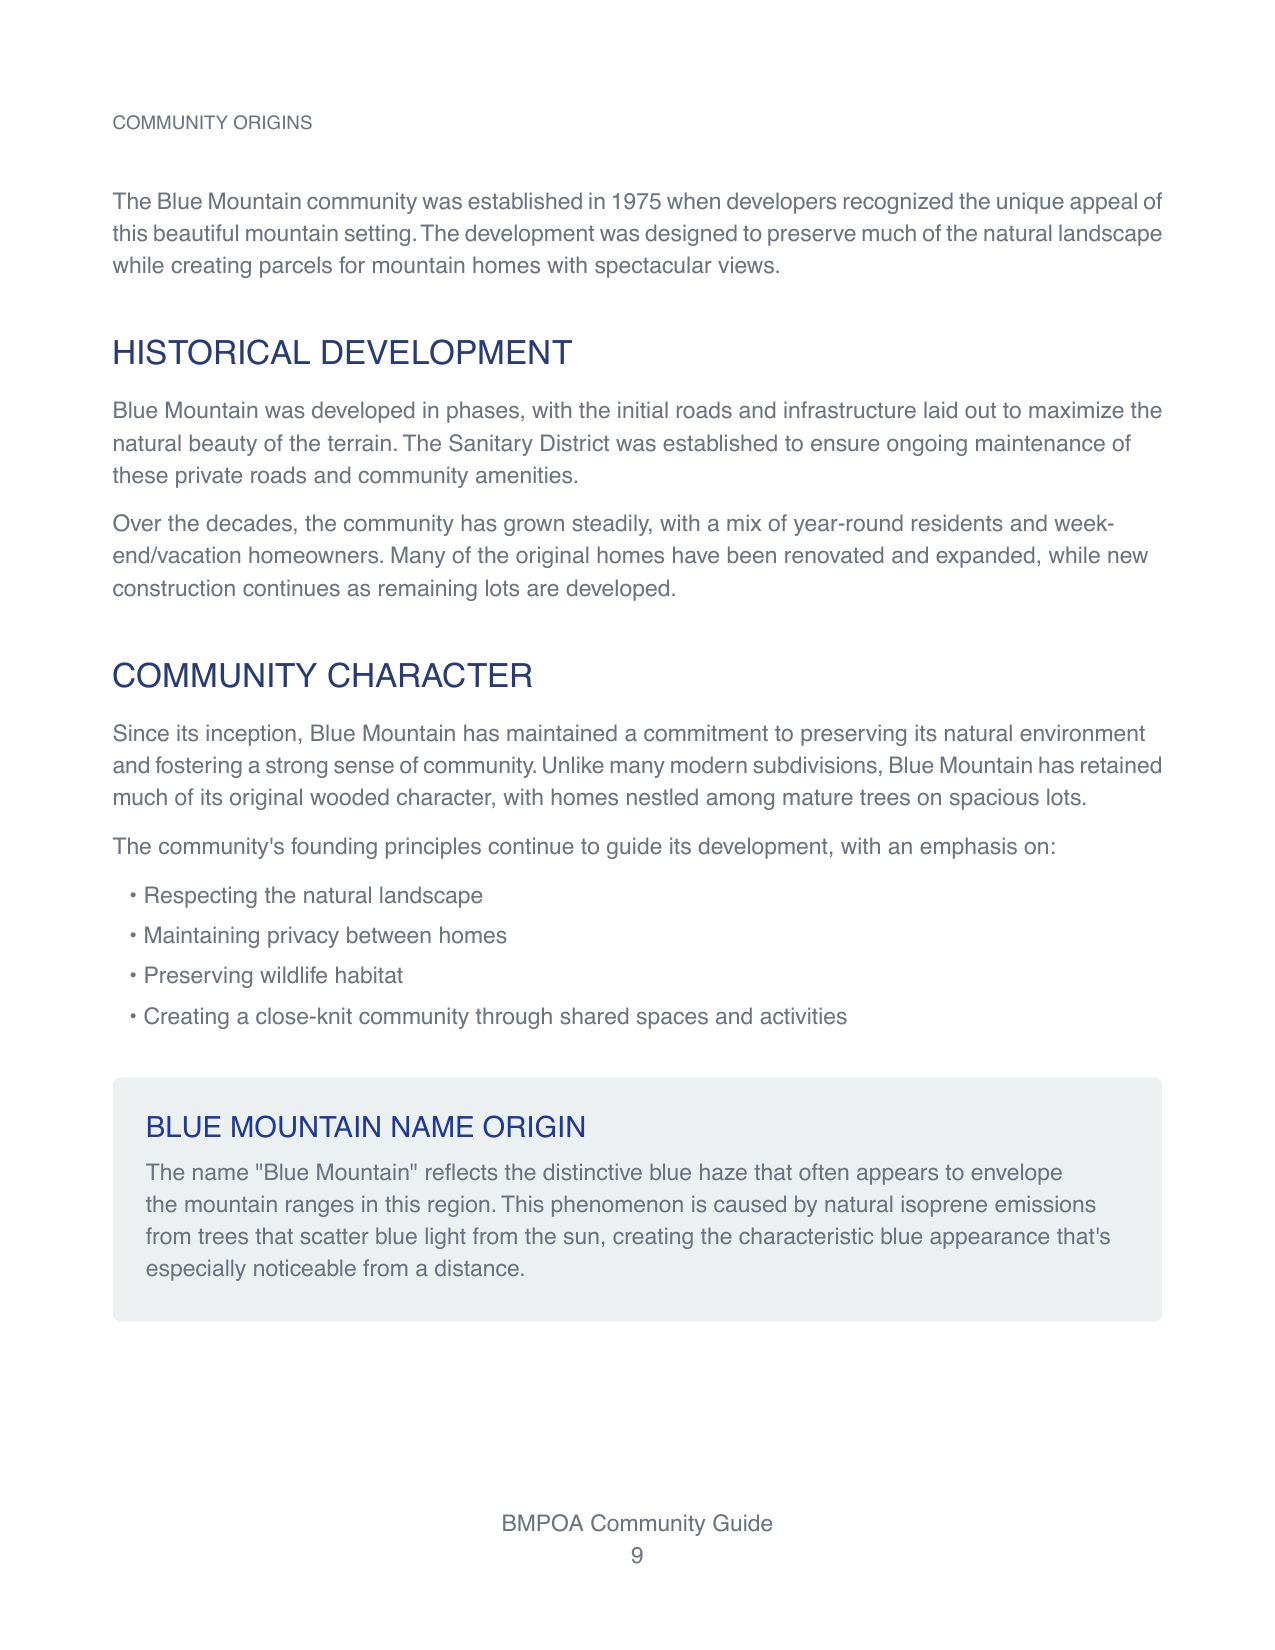 COMMUNITY ORIGINS
The Blue Mountain community was established in 1975 when developers recognized the unique appeal of
this beautiful mountain setting. The development was designed to preserve much of the natural landscape
while creating parcels for mountain homes with spectacular views.
HISTORICAL DEVELOPMENT
Blue Mountain was developed in phases, with the initial roads and infrastructure laid out to maximize the
natural beauty of the terrain. The Sanitary District was established to ensure ongoing maintenance of
these private roads and community amenities.
Over the decades, the community has grown steadily, with a mix of year-round residents and week-
end/vacation homeowners. Many of the original homes have been renovated and expanded, while new
construction continues as remaining lots are developed.
COMMUNITY CHARACTER
Since its inception, Blue Mountain has maintained a commitment to preserving its natural environment
and fostering a strong sense of community. Unlike many modern subdivisions, Blue Mountain has retained
much of its original wooded character, with homes nestled among mature trees on spacious lots.
The community's founding principles continue to guide its development, with an emphasis on:
• Respecting the natural landscape
• Maintaining privacy between homes
• Preserving wildlife habitat
• Creating a close-knit community through shared spaces and activities
BLUE MOUNTAIN NAME ORIGIN
The name "Blue Mountain" reflects the distinctive blue haze that often appears to envelope
the mountain ranges in this region. This phenomenon is caused by natural isoprene emissions
from trees that scatter blue light from the sun, creating the characteristic blue appearance that's
especially noticeable from a distance.
BMPOA Community Guide
9